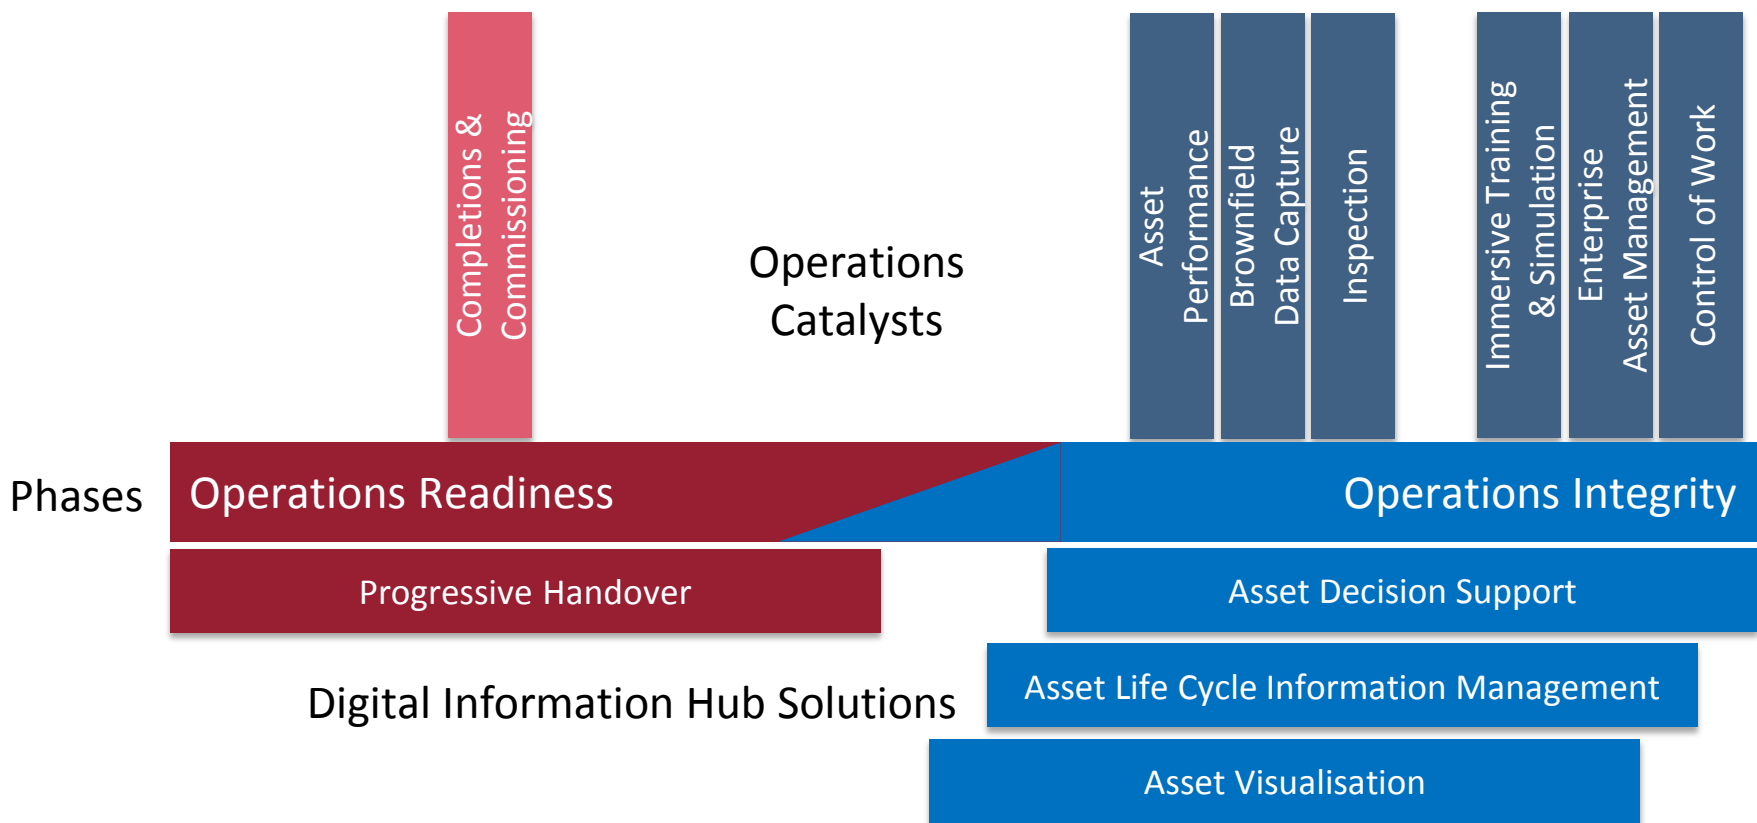 Completions &
Commissioning
Operations
Catalysts
Asset
Performance
Brownfield
Data Capture
Inspection
Immersive Training
& Simulation
Enterprise
Asset Management
Control of Work
Phases
Operations Readiness
Operations Integrity
Progressive Handover
Asset Decision Support
Digital Information Hub Solutions
Asset Life Cycle Information Management
Asset Visualisation